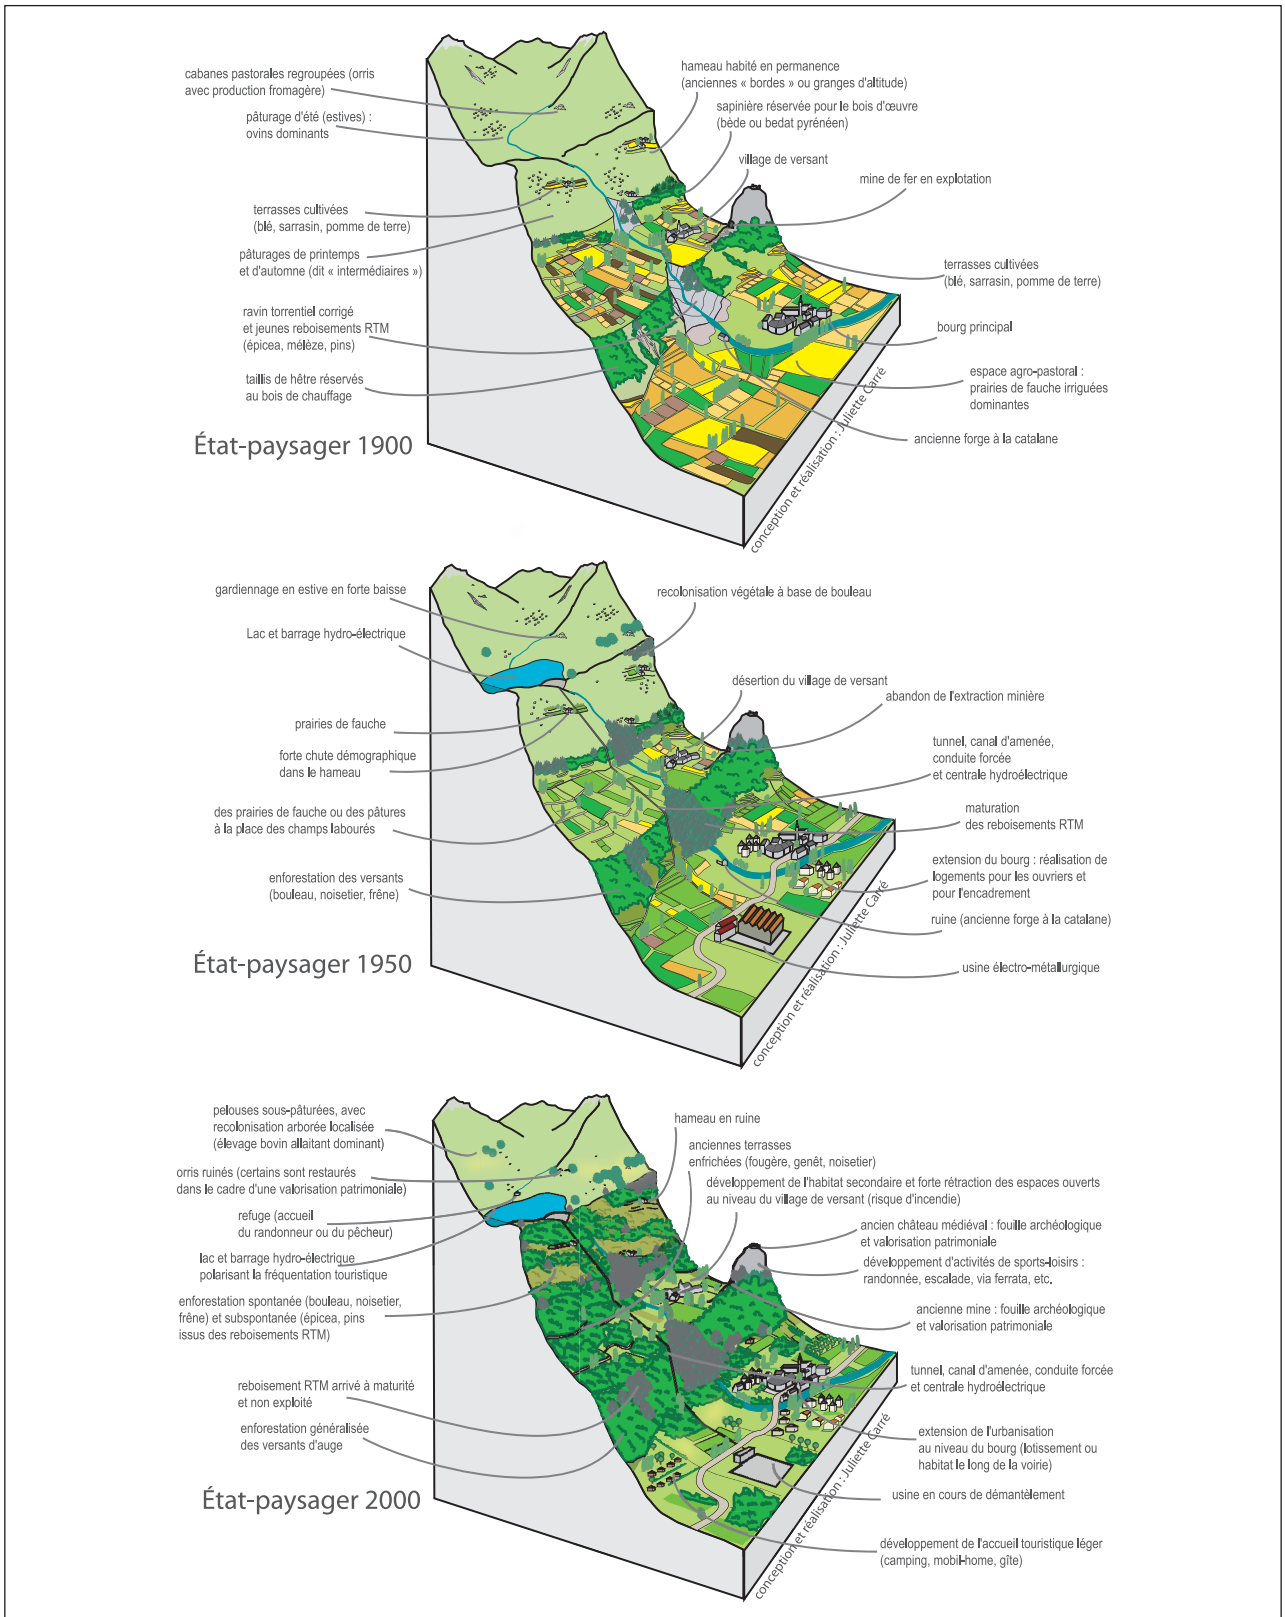 cabanes pastorales regroupées (orris
avec production fromagère)
pâturage d'été (estives) :
ovins dominants
terrasses cultivées
(blé, sarrasin, pomme de terre)
pâturages de printemps
et d'automne (dit « intermédiaires »)
ravin torrentiel corrigé
et jeunes reboisements RTM
(épicea, mélèze, pins)
taillis de hêtre réservés
au bois de chauffage
État-paysager 1900
hameau habité en permanence
(anciennes « bordes » ou granges d'altitude)
sapinière réservée pour le bois d'œuvre
(bède ou bedat pyrénéen)
village de versant
mine de fer en explotation
terrasses cultivées
(blé, sarrasin, pomme de terre)
bourg principal
espace agro-pastoral :
prairies de fauche irriguées
dominantes
ancienne forge à la catalane
conception et réalisation : Juliette Carré
gardiennage en estive en forte baisse
Lac et barrage hydro-électrique
prairies de fauche
forte chute démographique
dans le hameau
des prairies de fauche ou des pâtures
à la place des champs labourés
enforestation des versants
(bouleau, noisetier, frêne)
État-paysager 1950
recolonisation végétale à base de bouleau
désertion du village de versant
abandon de l'extraction minière
tunnel, canal d'amenée,
conduite forcée
et centrale hydroélectrique
maturation
des reboisements RTM
extension du bourg : réalisation de
logements pour les ouvriers et
pour l'encadrement
ruine (ancienne forge à la catalane)
usine électro-métallurgique
conception et réalisation : Juliette Carré
pelouses sous-pâturées, avec
recolonisation arborée localisée
(élevage bovin allaitant dominant)
orris ruinés (certains sont restaurés
dans le cadre d'une valorisation patrimoniale)
refuge (accueil
du randonneur ou du pêcheur)
lac et barrage hydro-électrique
polarisant la fréquentation touristique
enforestation spontanée (bouleau, noisetier,
frêne) et subspontanée (épicea, pins
issus des reboisements RTM)
reboisement RTM arrivé à maturité
et non exploité
enforestation généralisée
des versants d'auge
État-paysager 2000
hameau en ruine
anciennes terrasses
enfrichées (fougère, genêt, noisetier)
développement de l'habitat secondaire et forte rétraction des espaces ouverts
au niveau du village de versant (risque d'incendie)
ancien château médiéval : fouille archéologique
et valorisation patrimoniale
développement d'activités de sports-loisirs :
randonnée, escalade, via ferrata, etc.
ancienne mine : fouille archéologique
et valorisation patrimoniale
tunnel, canal d'amenée, conduite forcée
et centrale hydroélectrique
extension de l'urbanisation
au niveau du bourg (lotissement ou
habitat le long de la voirie)
usine en cours de démantèlement
développement de l'accueil touristique léger
(camping, mobil-home, gîte)
conception et réalisation : Juliette Carré